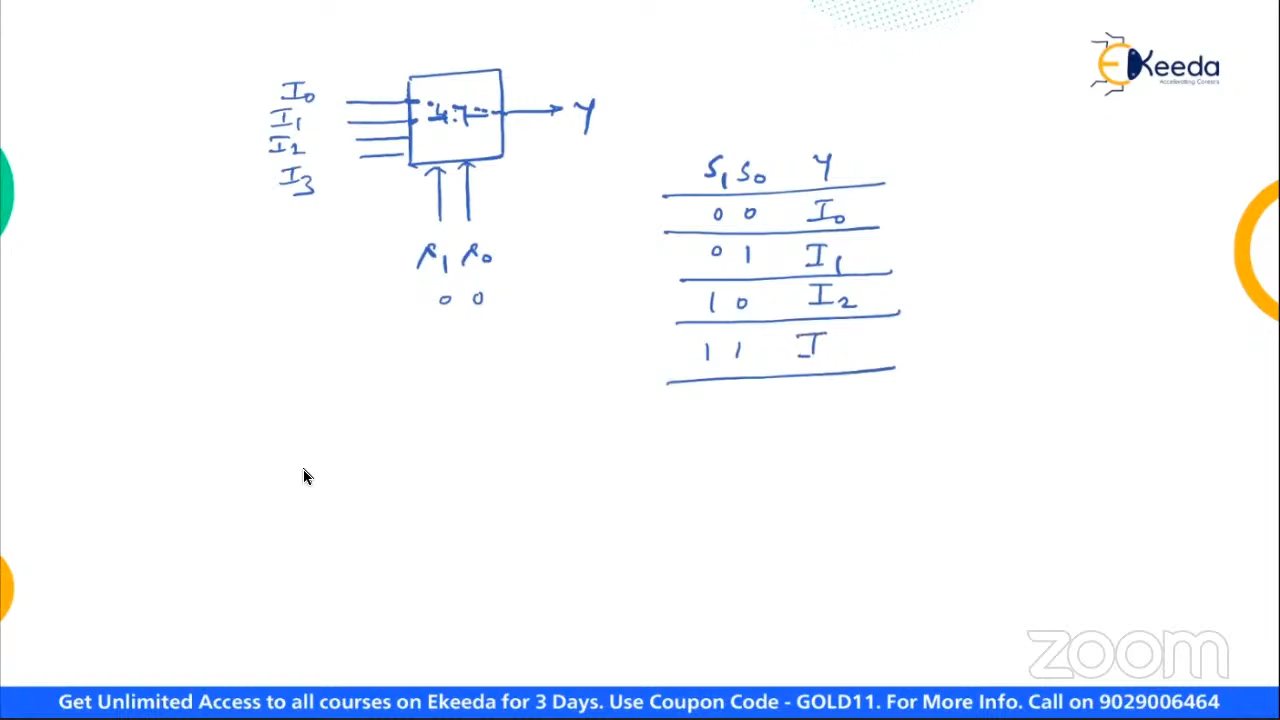 EKeeda
Accelerating Careers
I0
I1
I2
I3
Y
S1 S0
0 0
S1 S0 Y
0 0 I0
0 1 I1
1 0 I2
1 1 I
zoom
Get Unlimited Access to all courses on Ekeeda for 3 Days. Use Coupon Code - GOLD11. For More Info. Call on 9029006464